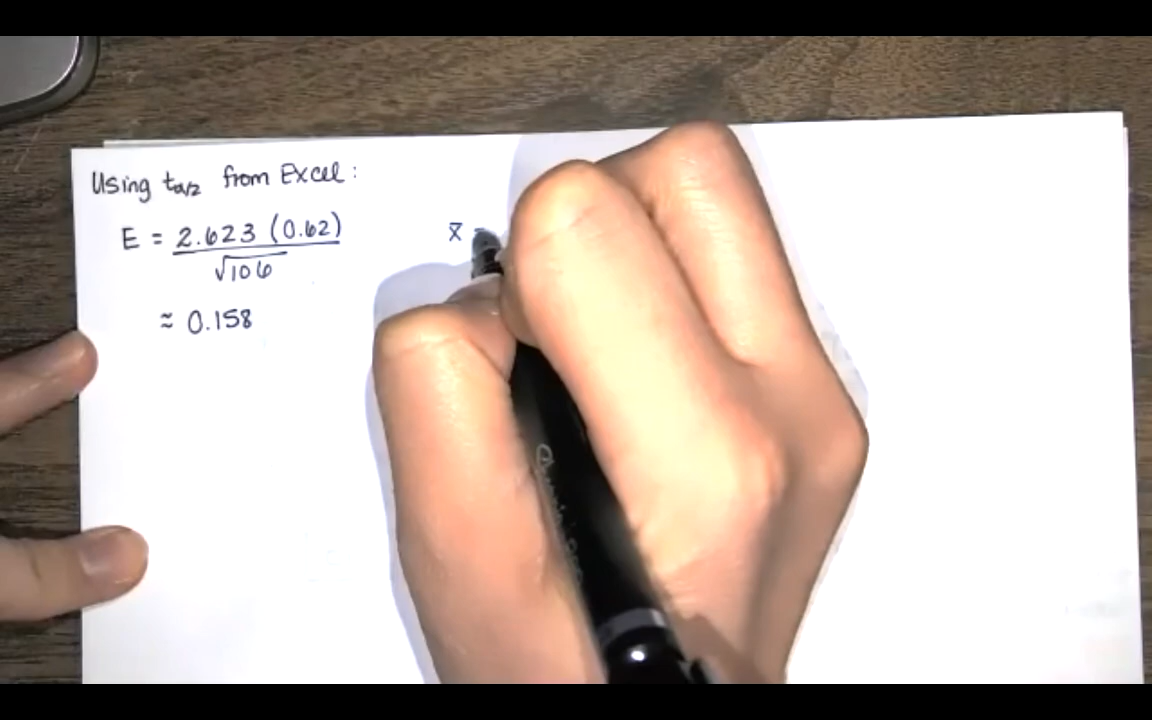 Using tα/2 from Excel:
E = 2.623 (0.62)
√106
≈ 0.158
x̄